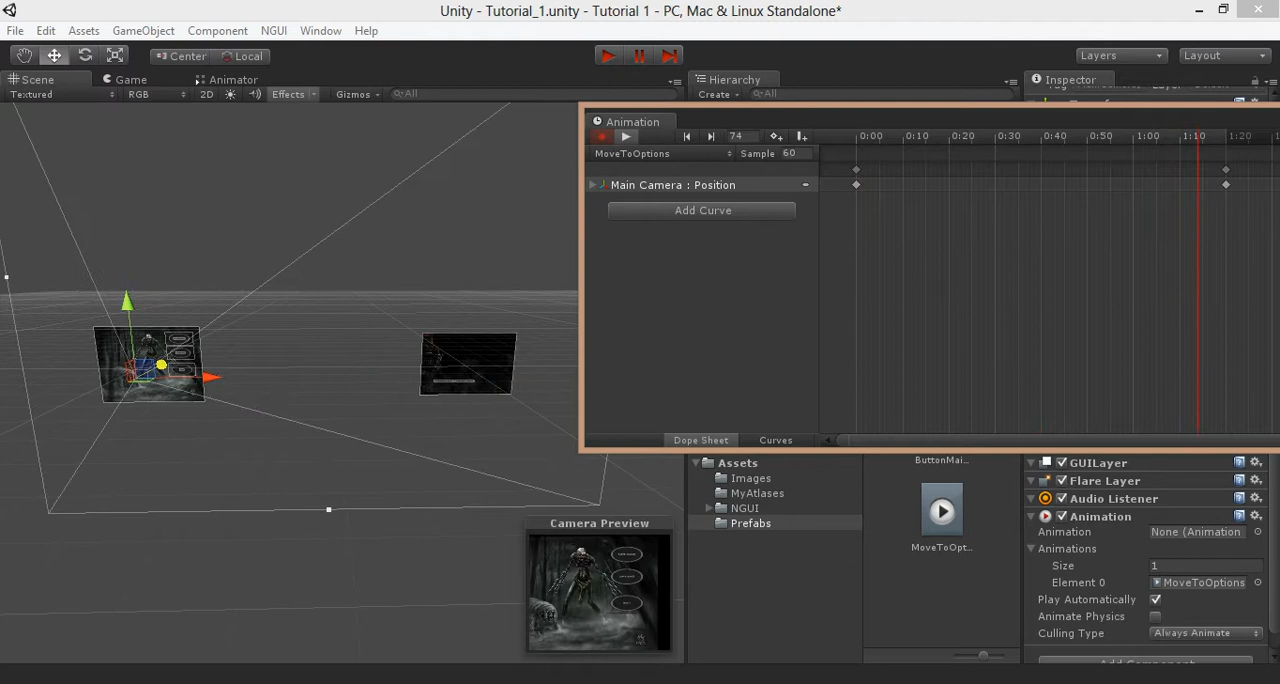 Unity - Tutorial_1.unity - Tutorial 1 - PC, Mac & Linux Standalone*
File Edit Assets GameObject Component NGUI Window Help
Center Local Layers Layout
Scene Game Animator Hierarchy Inspector
Textured RGB 2D Effects Gizmos All Create All
Animation
74 0:00 0:10 0:20 0:30 0:40 0:50 1:00 1:10 1:20
MoveToOptions Sample 60
Main Camera : Position
Add Curve
Dope Sheet Curves
Assets ButtonMai... GUILayer
Images Flare Layer
MyAtlases Audio Listener
NGUI Animation
Prefabs
Camera Preview
MoveToOpt...
Animation None (Animation
Animations
Size 1
Element 0 MoveToOptions
Play Automatically
Animate Physics
Culling Type Always Animate